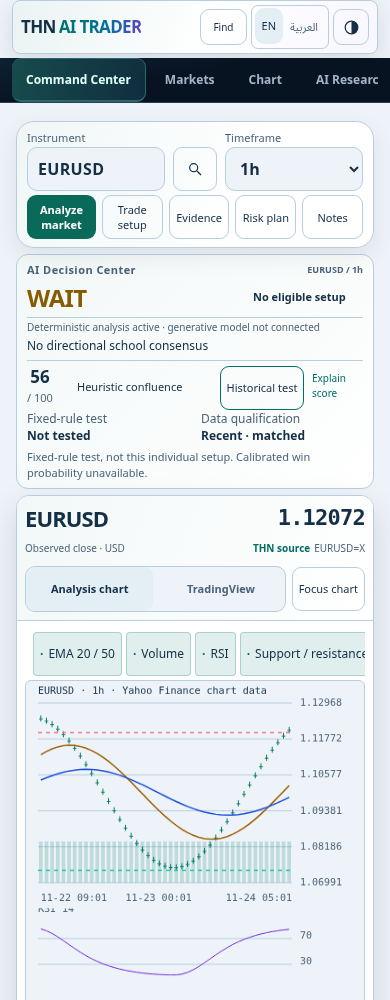 THN AI TRADER
Find
EN
العربية
Command Center
Markets
Chart
AI Researc
Instrument
Timeframe
EURUSD
1h
Analyze market
Trade setup
Evidence
Risk plan
Notes
AI Decision Center
EURUSD / 1h
WAIT
No eligible setup
Deterministic analysis active · generative model not connected
No directional school consensus
56
/ 100
Heuristic confluence
Historical test
Explain score
Fixed-rule test
Not tested
Data qualification
Recent · matched
Fixed-rule test, not this individual setup. Calibrated win
probability unavailable.
EURUSD
1.12072
Observed close · USD
THN source EURUSD=X
Analysis chart
TradingView
Focus chart
· EMA 20 / 50
· Volume
· RSI
· Support / resistance
EURUSD · 1h · Yahoo Finance chart data
1.12968
1.11772
1.10577
1.09381
1.08186
1.06991
11-22 09:01
11-23 00:01
11-24 05:01
RSI 14
70
30